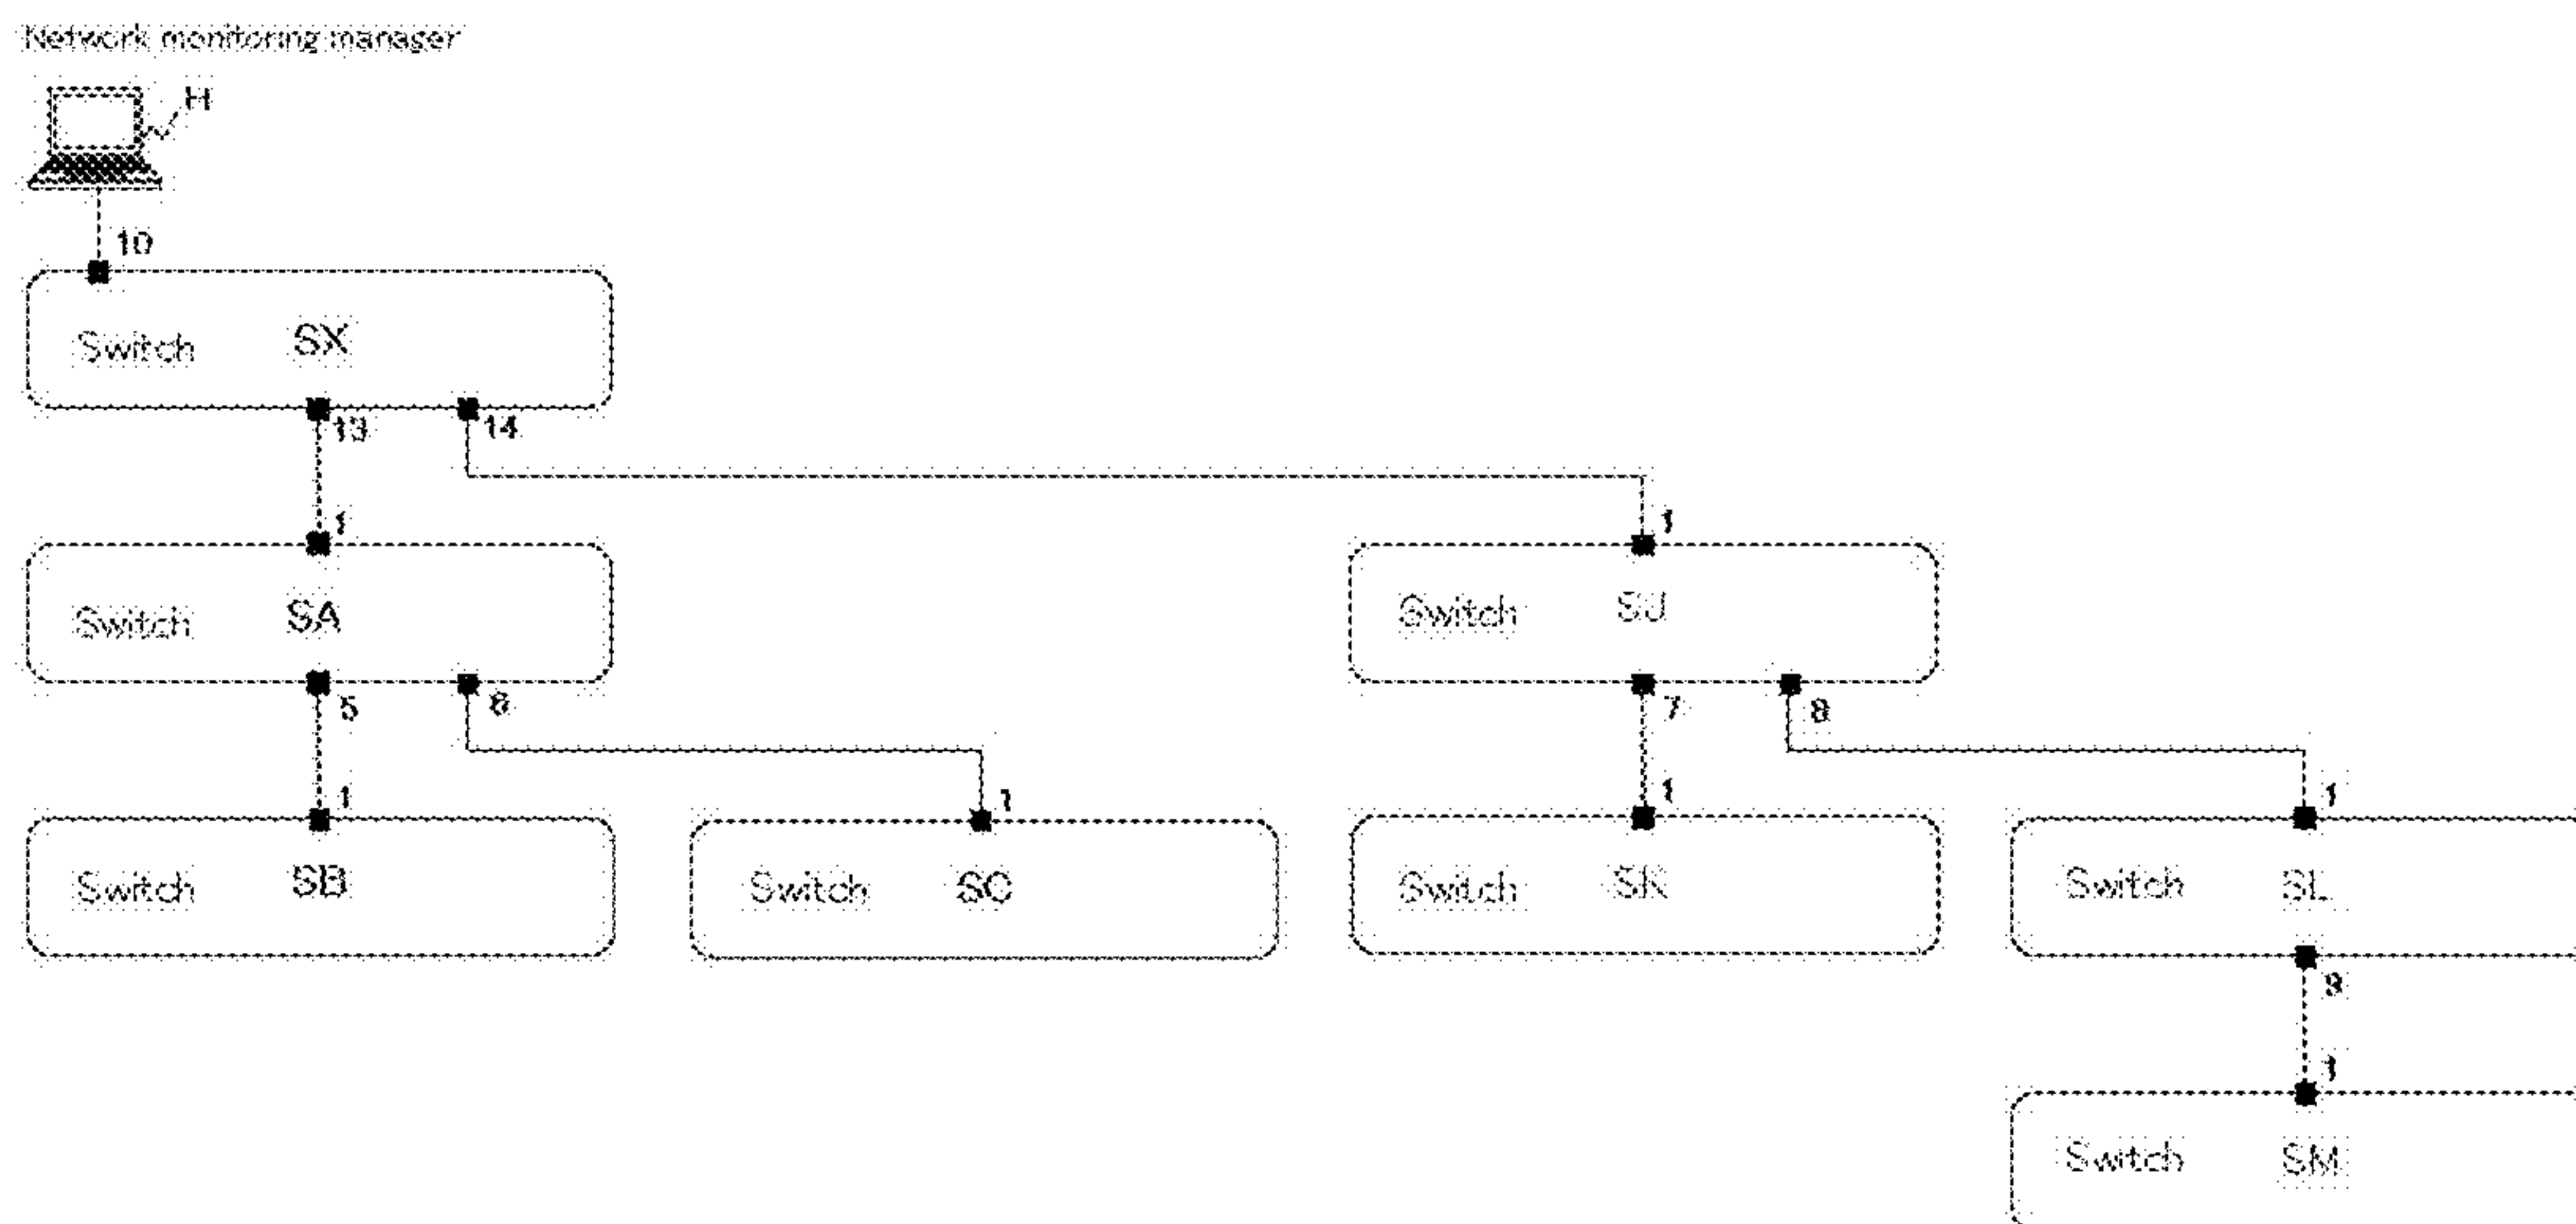 Network monitoring manager
H
10
Switch SX
13 14
1 1
Switch SA
Switch SJ
5 6
7 8
1 1 1 1
Switch SB
Switch SC
Switch SK
Switch SL
9
1
Switch SM